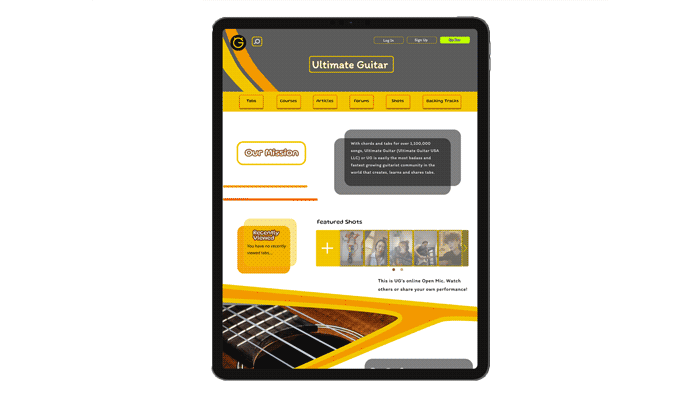 G
Log In
Sign Up
Go Pro
Ultimate Guitar
Tabs
Courses
Articles
Forums
Shots
Backing Tracks
Our Mission
With chords and tabs for over 1,100,000
songs, Ultimate Guitar (Ultimate Guitar USA
LLC) or UG is easily the most badass and
fastest growing guitarist community in the
world that creates, learns and shares tabs.
Recently
Viewed
You have no recently
viewed tabs...
Featured Shots
This is UG's online Open Mic. Watch
others or share your own performance!